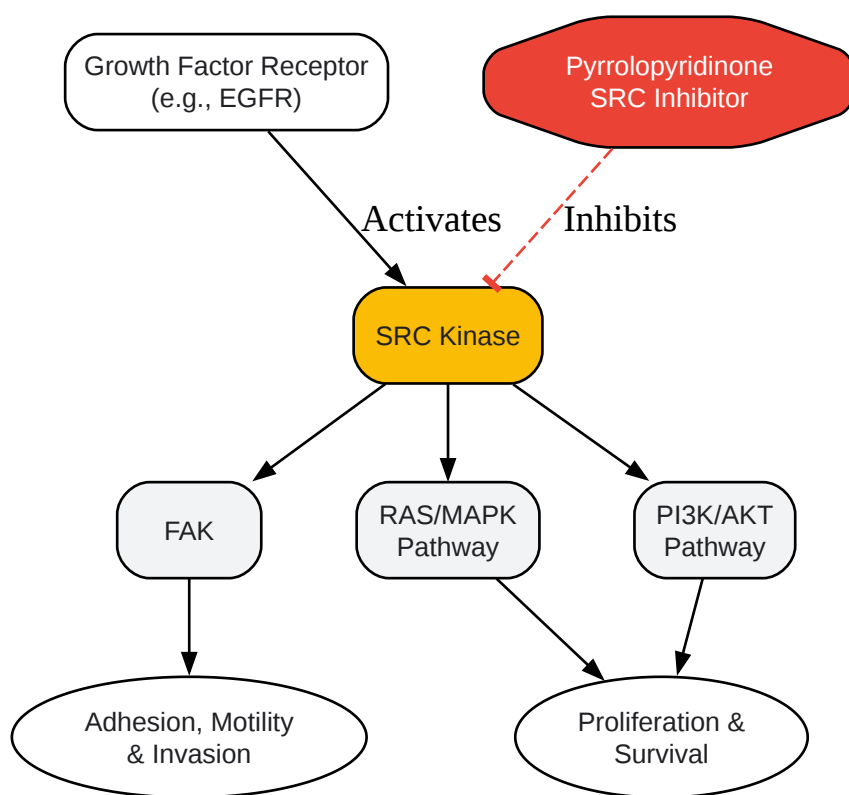 Growth Factor Receptor
(e.g., EGFR)
Pyrrolopyridinone
SRC Inhibitor
Activates
Inhibits
SRC Kinase
FAK
RAS/MAPK
Pathway
PI3K/AKT
Pathway
Adhesion, Motility
& Invasion
Proliferation &
Survival